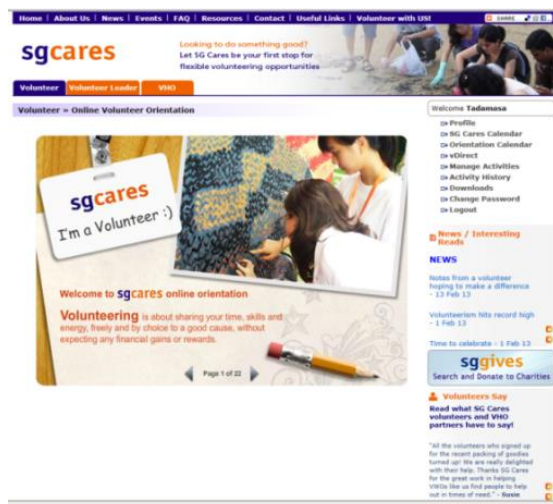 Home | About Us | News | Events | FAQ | Resources | Contact | Useful Links | Volunteer with US!
SHARE
sgcares
Looking to do something good?
Let SG Cares be your first stop for
flexible volunteering opportunities
Volunteer
Volunteer Leader
VHO
Volunteer » Online Volunteer Orientation
sgcares
I'm a Volunteer :)
Welcome to sgcares online orientation
Volunteering is about sharing your time, skills and
energy, freely and by choice to a good cause, without
expecting any financial gains or rewards.
Page 1 of 22
Welcome Tadamasa
Profile
SG Cares Calendar
Orientation Calendar
vDirect
Manage Activities
Activity History
Downloads
Change Password
Logout
News / Interesting
Reads
NEWS
Notes from a volunteer
hoping to make a difference
- 13 Feb 13
Volunteerism hits record high
- 1 Feb 13
Time to celebrate - 1 Feb 13
sggives
Search and Donate to Charities
Volunteers Say
Read what SG Cares
volunteers and VHO
partners have to say!
"All the volunteers who signed up
for the recent packing of goodies
turned up! We are really delighted
with their help. Thanks SG Cares
for the great work in helping
VWOs like us find people to help
out in times of need." - Susie